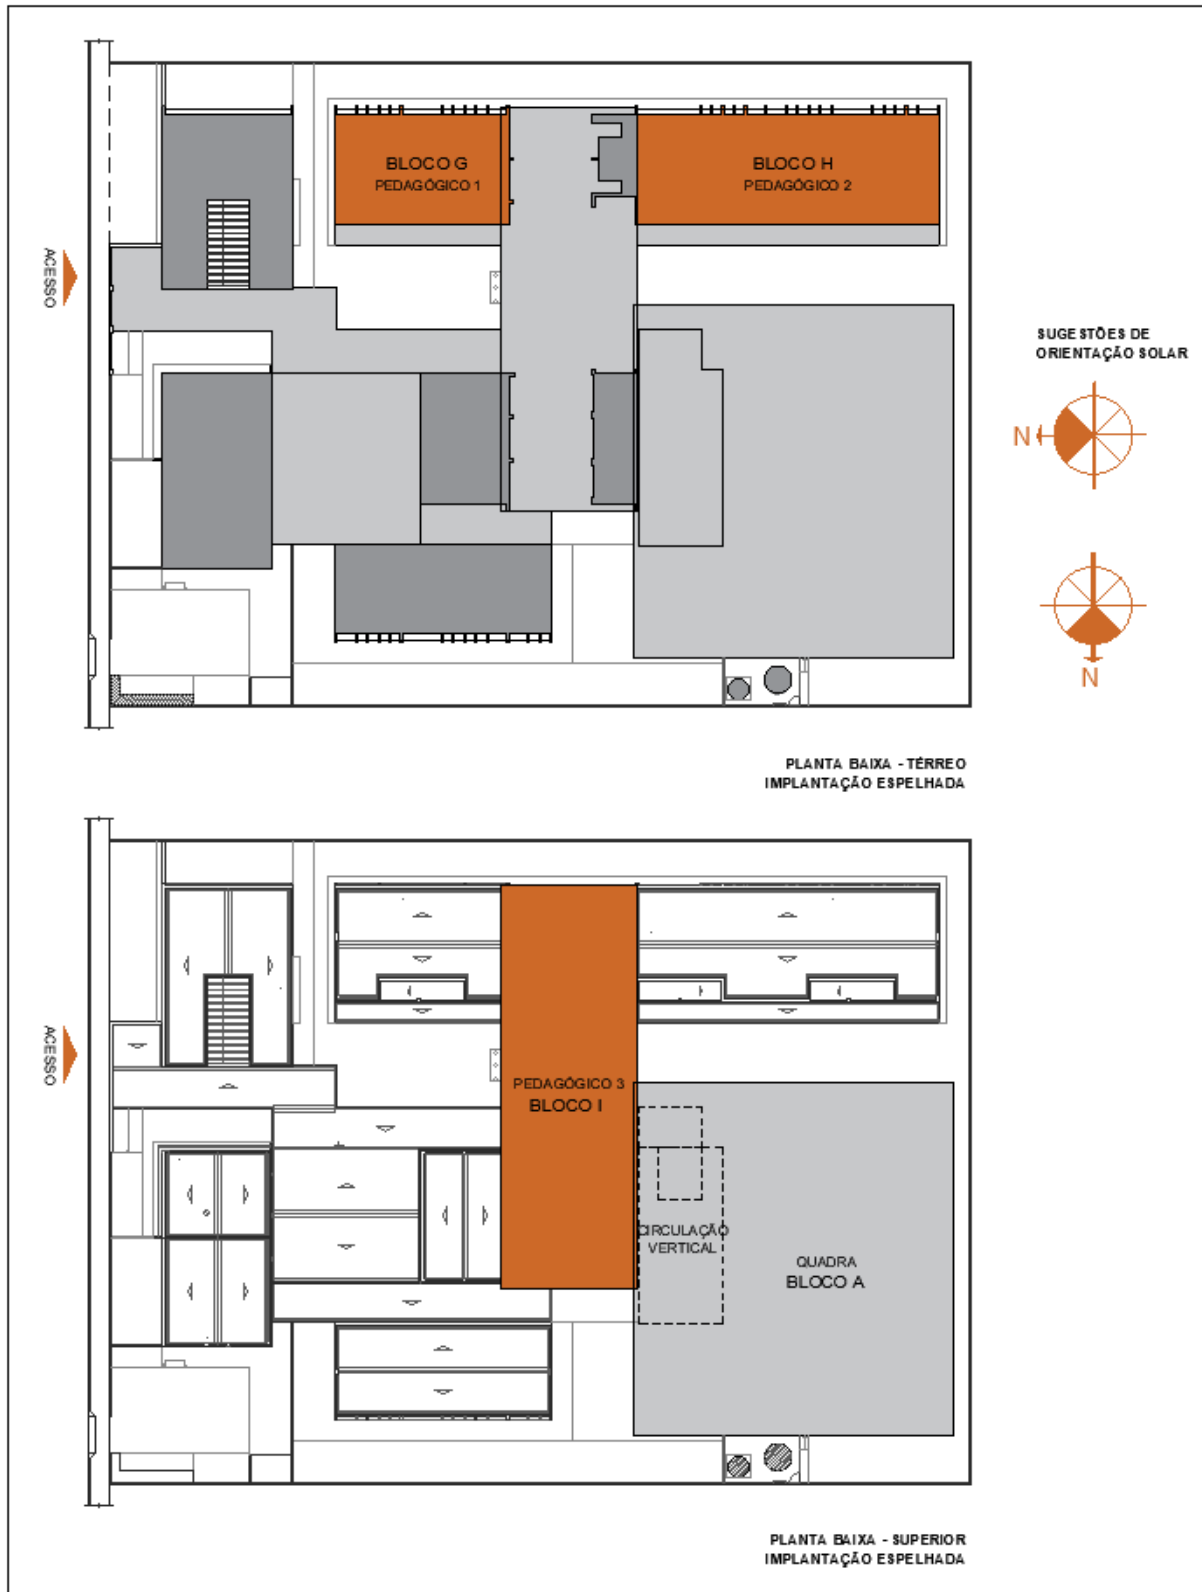 BLOCO G
PEDAGÓGICO 1
BLOCO H
PEDAGÓGICO 2
ACESSO
SUGESTÕES DE
ORIENTAÇÃO SOLAR
N
N
PLANTA BAIXA - TÉRREO
IMPLANTAÇÃO ESPELHADA
ACESSO
PEDAGÓGICO 3
BLOCO I
CIRCULAÇÃO
VERTICAL
QUADRA
BLOCO A
PLANTA BAIXA - SUPERIOR
IMPLANTAÇÃO ESPELHADA